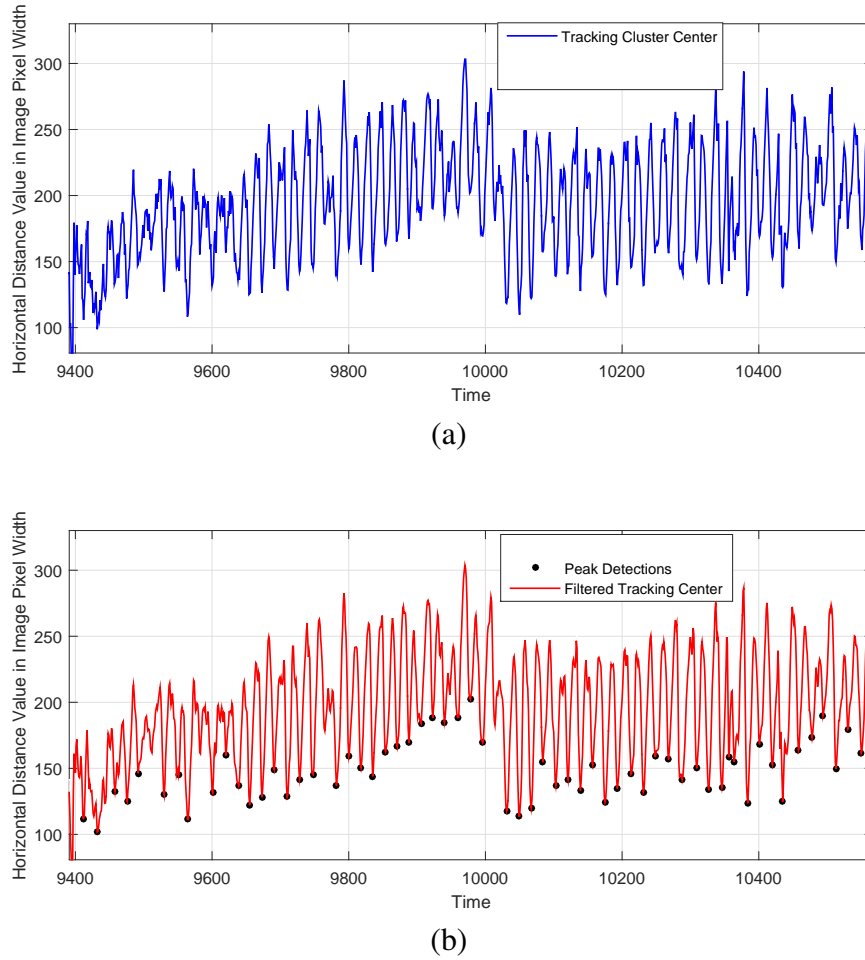 Tracking Cluster Center
300
250
200
150
100
Horizontal Distance Value in Image Pixel Width
9400 9600 9800 10000 10200 10400
Time
(a)
Peak Detections
Filtered Tracking Center
300
250
200
150
100
Horizontal Distance Value in Image Pixel Width
9400 9600 9800 10000 10200 10400
Time
(b)